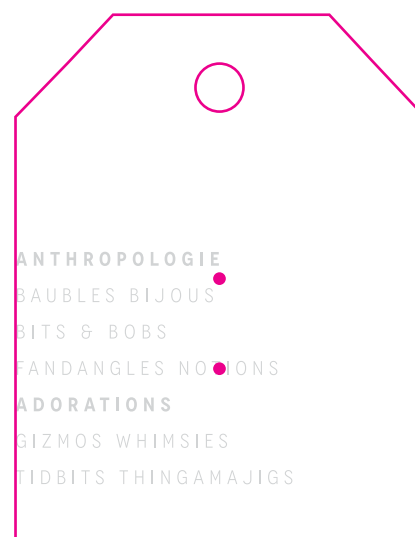 ANTHROPOLOGIE
BAUBLES BIJOUS
BITS & BOBS
FANDANGLES NOTIONS
ADORATIONS
GIZMOS WHIMSIES
TIDBITS THINGAMAJIGS